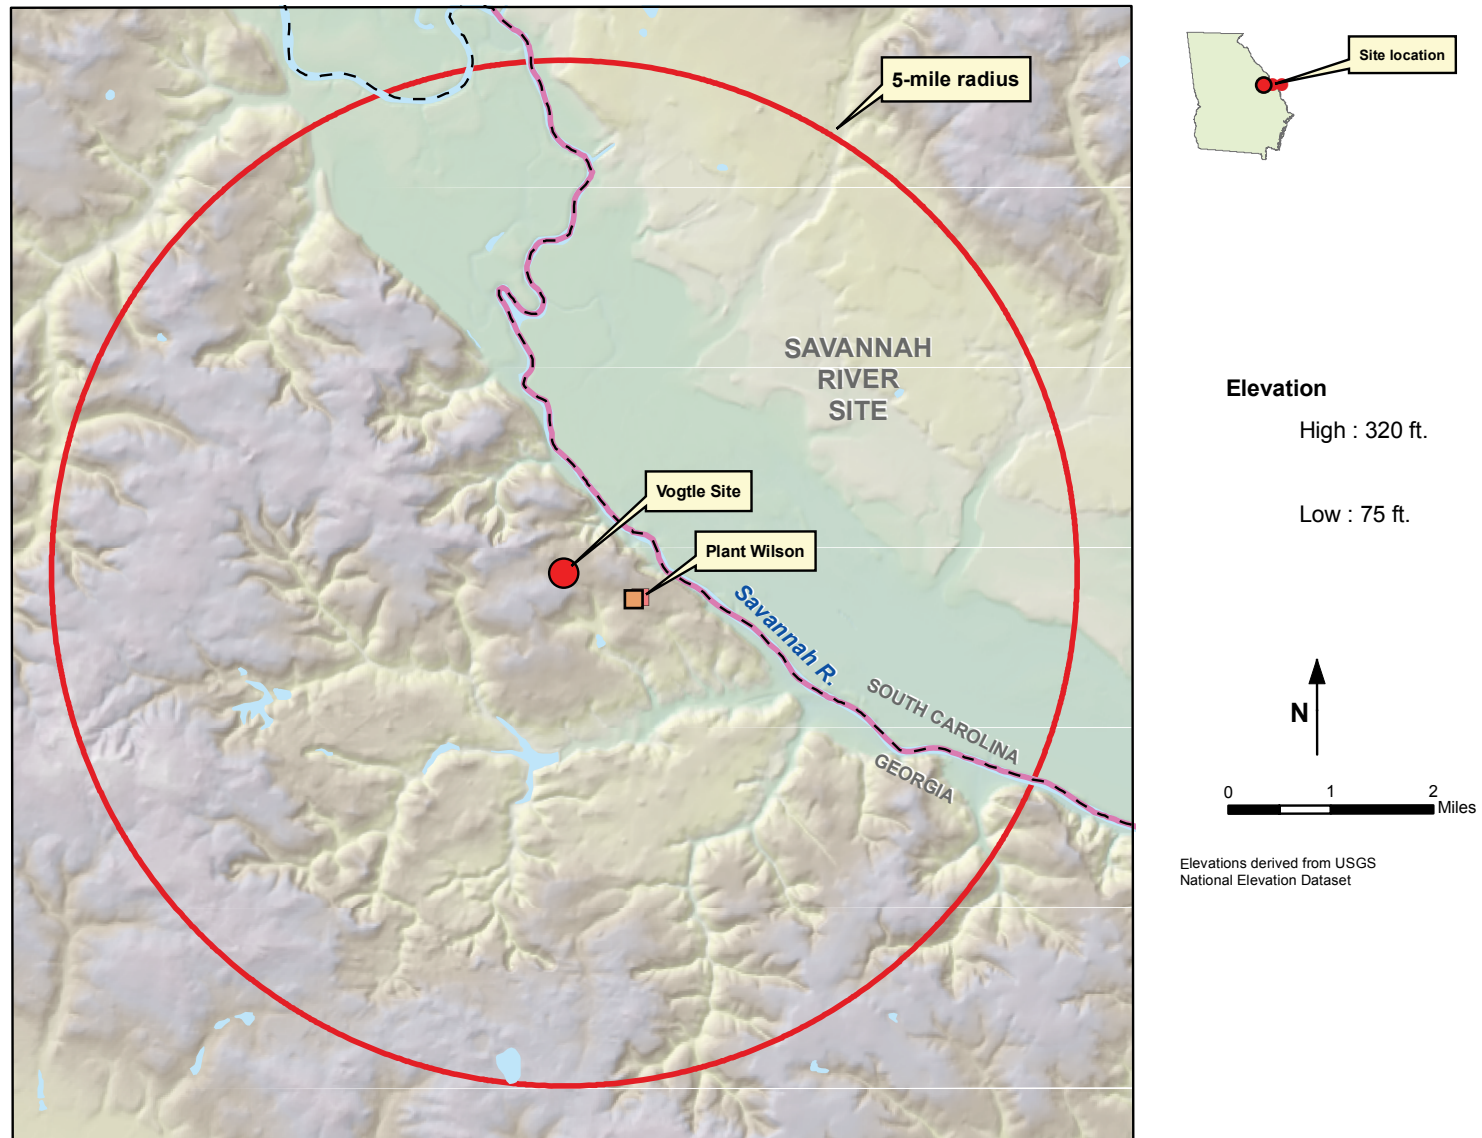 5-mile radius
Site location
SAVANNAH
RIVER
SITE
Elevation
High : 320 ft.
Low : 75 ft.
Vogtle Site
Plant Wilson
Savannah R.
SOUTH CAROLINA
GEORGIA
N
0 1 2
Miles
Elevations derived from USGS
National Elevation Dataset